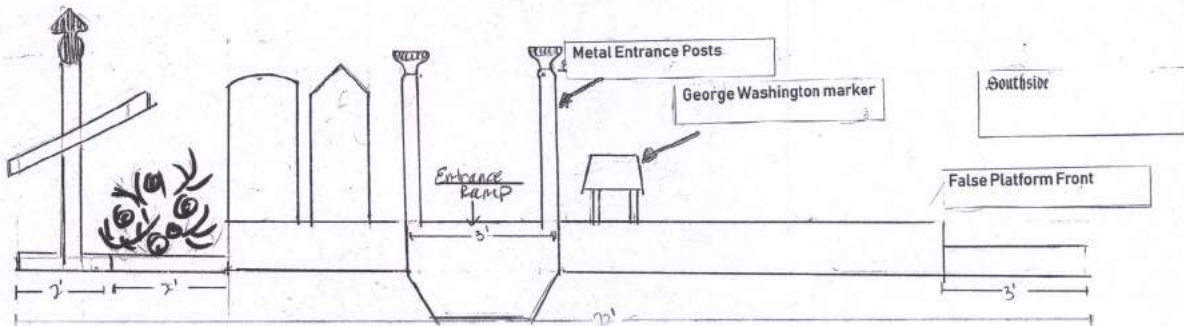 Metal Entrance Posts
George Washington marker
Southside
Entrance
Ramp
False Platform Front
3'
2'
2'
3'